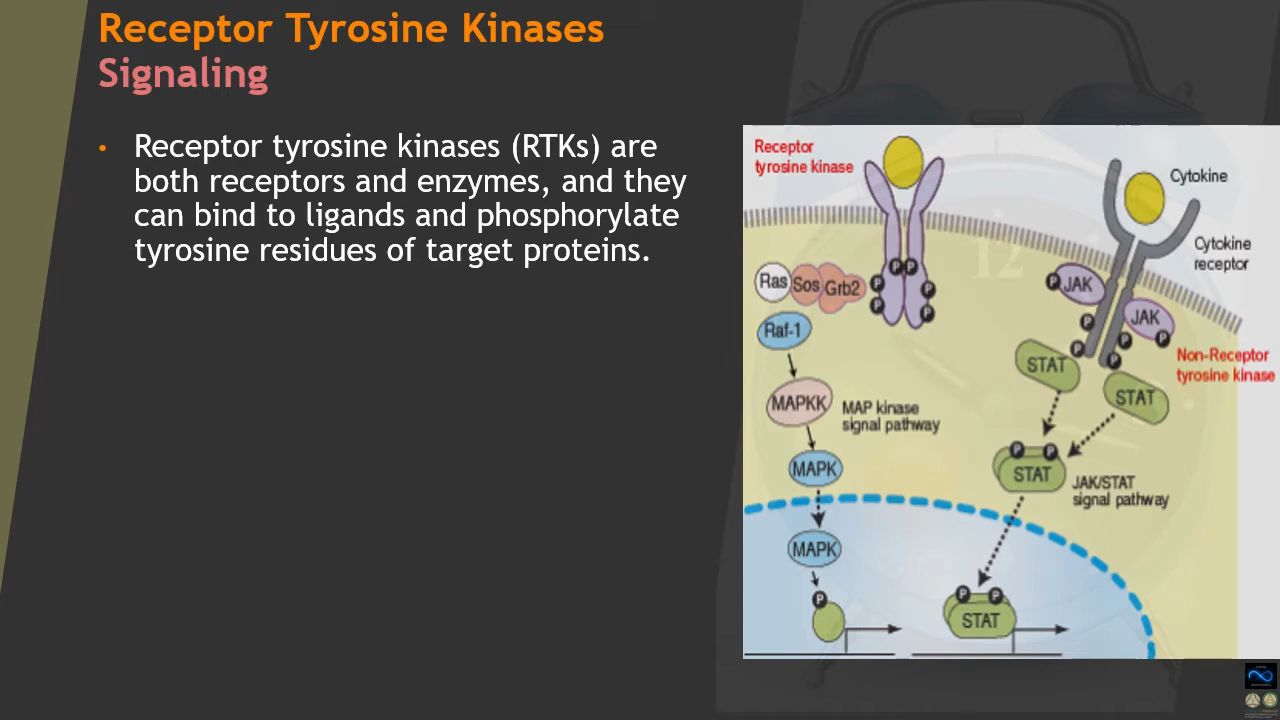 Receptor Tyrosine Kinases
Signaling
• Receptor tyrosine kinases (RTKs) are
both receptors and enzymes, and they
can bind to ligands and phosphorylate
tyrosine residues of target proteins.
Receptor
tyrosine kinase
Cytokine
Cytokine
receptor
P P
P P
P P
Ras Sos Grb2
Raf-1
MAPKK
MAP kinase
signal pathway
MAPK
MAPK
P
P JAK
JAK
P
P
P
P
P
Non-Receptor
tyrosine kinase
STAT
STAT
P P
STAT
JAK/STAT
signal pathway
P P
STAT
12